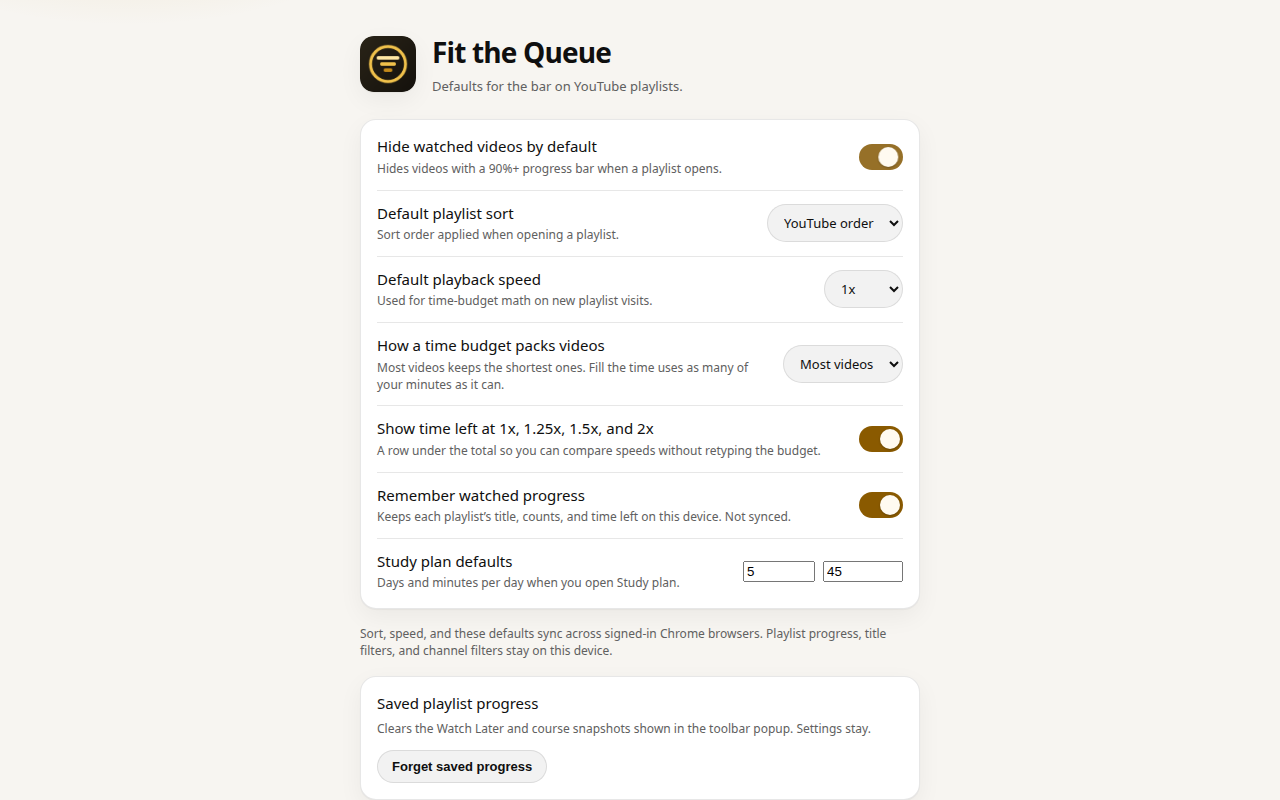 Fit the Queue
Defaults for the bar on YouTube playlists.
Hide watched videos by default
Hides videos with a 90%+ progress bar when a playlist opens.
Default playlist sort
Sort order applied when opening a playlist.
YouTube order
Default playback speed
Used for time-budget math on new playlist visits.
1x
How a time budget packs videos
Most videos keeps the shortest ones. Fill the time uses as many of
your minutes as it can.
Most videos
Show time left at 1x, 1.25x, 1.5x, and 2x
A row under the total so you can compare speeds without retyping the budget.
Remember watched progress
Keeps each playlist’s title, counts, and time left on this device. Not synced.
Study plan defaults
Days and minutes per day when you open Study plan.
5 45
Sort, speed, and these defaults sync across signed-in Chrome browsers. Playlist progress, title
filters, and channel filters stay on this device.
Saved playlist progress
Clears the Watch Later and course snapshots shown in the toolbar popup. Settings stay.
Forget saved progress